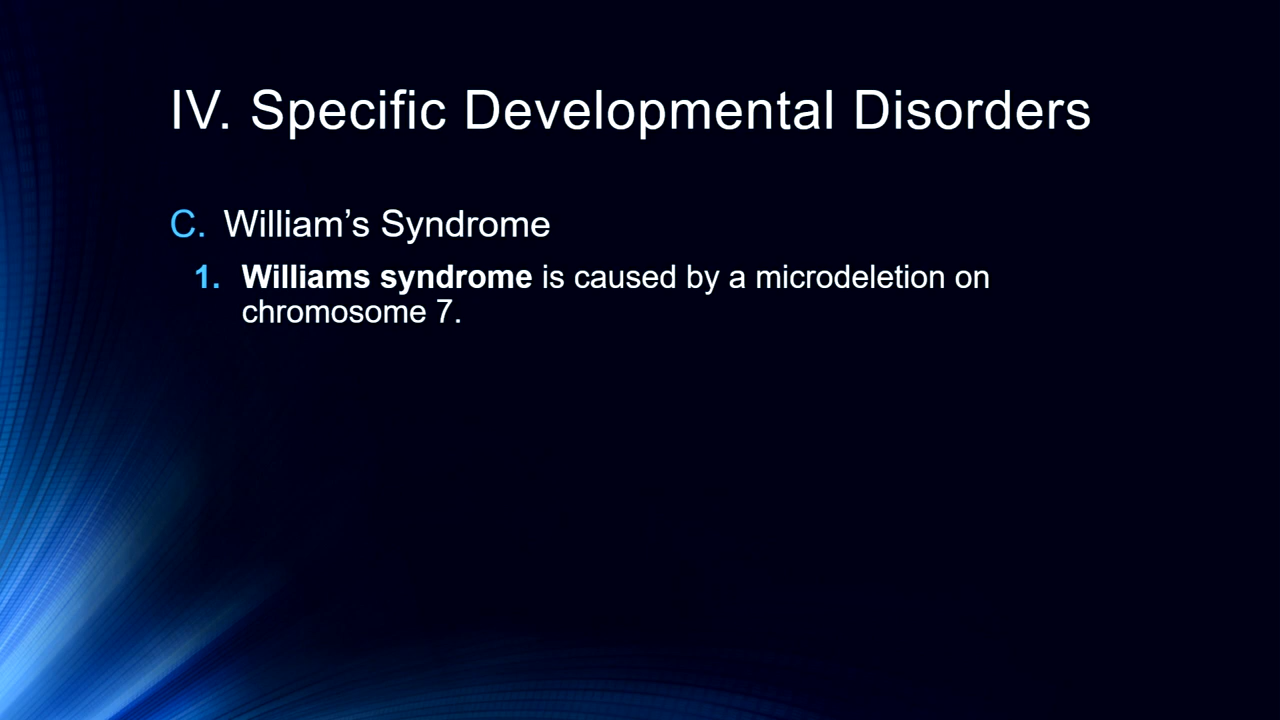 IV. Specific Developmental Disorders
C. William’s Syndrome
1. Williams syndrome is caused by a microdeletion on
chromosome 7.